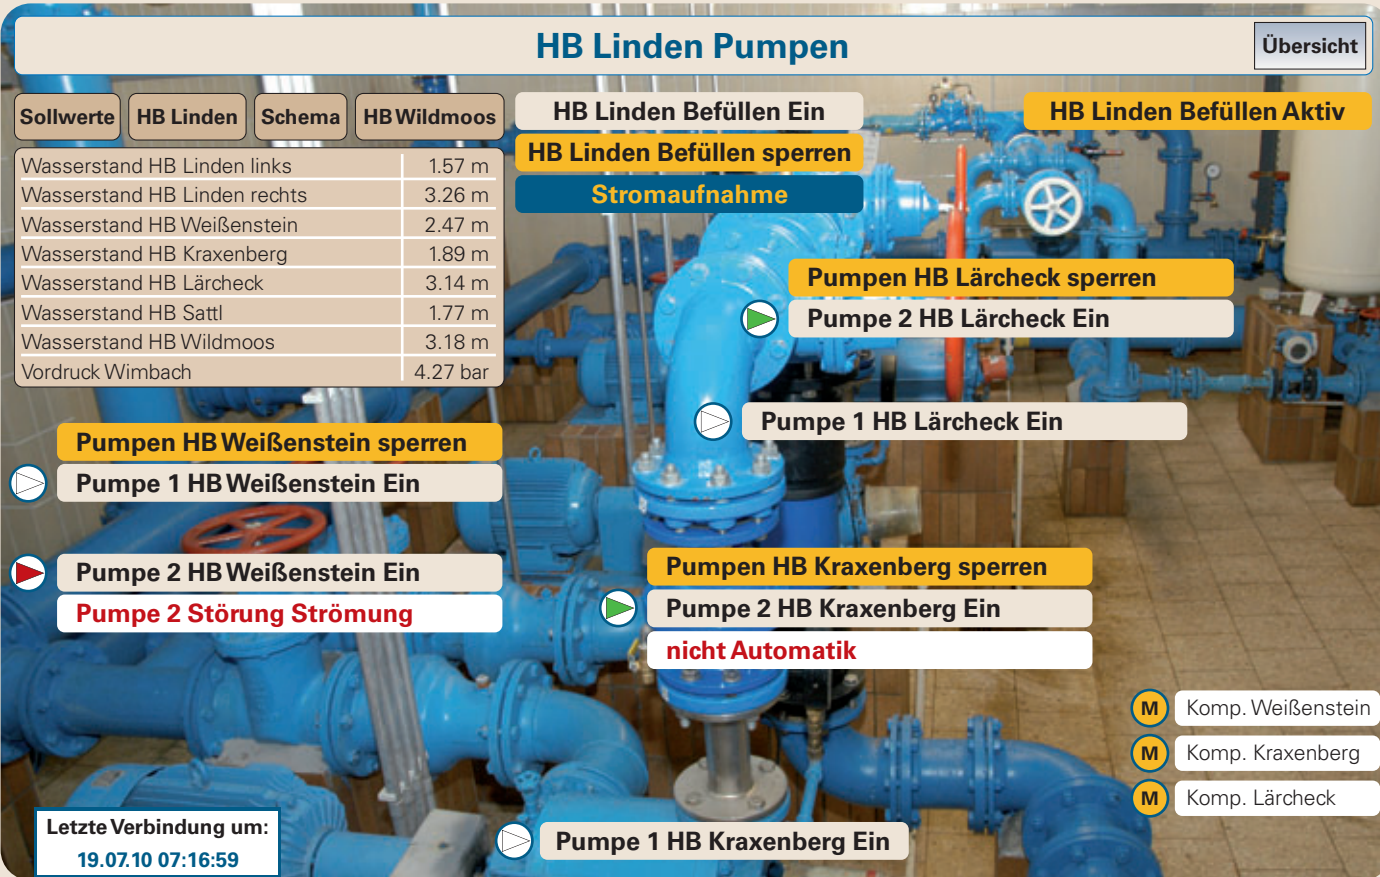 HB Linden Pumpen
Übersicht
Sollwerte
HB Linden
Schema
HB Wildmoos
HB Linden Befüllen Ein
HB Linden Befüllen Aktiv
HB Linden Befüllen sperren
Stromaufnahme
Wasserstand HB Linden links 1.57 m
Wasserstand HB Linden rechts 3.26 m
Wasserstand HB Weißenstein 2.47 m
Wasserstand HB Kraxenberg 1.89 m
Wasserstand HB Lärcheck 3.14 m
Wasserstand HB Sattl 1.77 m
Wasserstand HB Wildmoos 3.18 m
Vordruck Wimbach 4.27 bar
Pumpen HB Lärcheck sperren
Pumpe 2 HB Lärcheck Ein
Pumpe 1 HB Lärcheck Ein
Pumpen HB Weißenstein sperren
Pumpe 1 HB Weißenstein Ein
Pumpe 2 HB Weißenstein Ein
Pumpe 2 Störung Strömung
Pumpen HB Kraxenberg sperren
Pumpe 2 HB Kraxenberg Ein
nicht Automatik
M Komp. Weißenstein
M Komp. Kraxenberg
M Komp. Lärcheck
Letzte Verbindung um:
19.07.10 07:16:59
Pumpe 1 HB Kraxenberg Ein